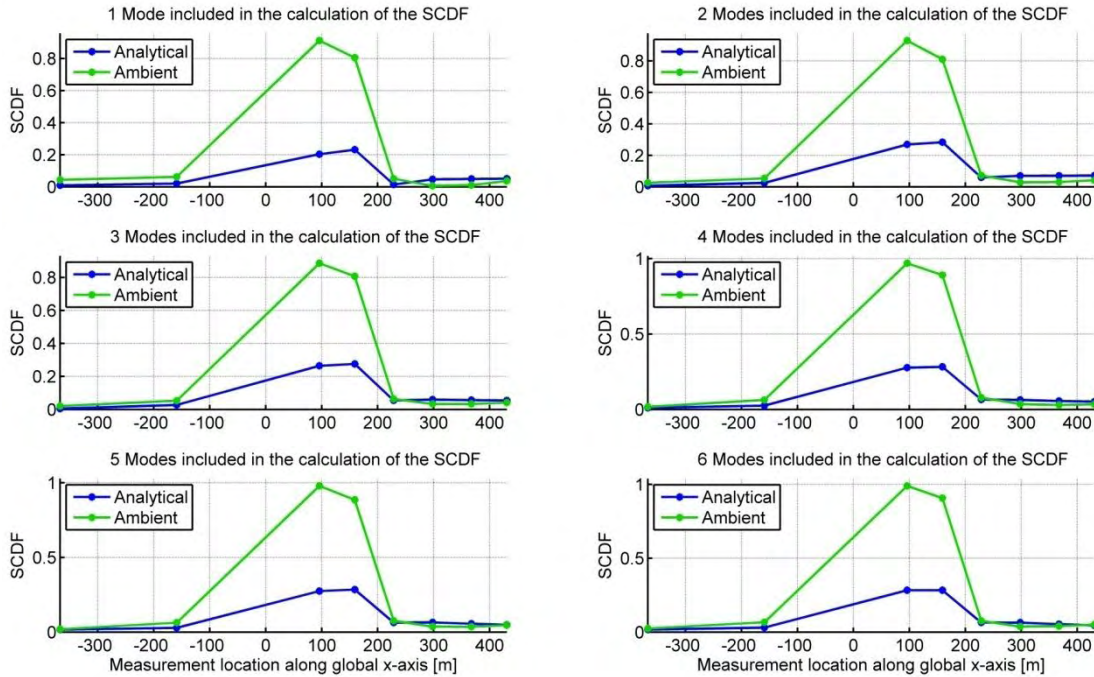 1 Mode included in the calculation of the SCDF
SCDF
0.8
0.6
0.4
0.2
0
Analytical
Ambient
-300 -200 -100 0 100 200 300 400
2 Modes included in the calculation of the SCDF
SCDF
0.8
0.6
0.4
0.2
0
Analytical
Ambient
-300 -200 -100 0 100 200 300 400
3 Modes included in the calculation of the SCDF
SCDF
0.8
0.6
0.4
0.2
0
Analytical
Ambient
-300 -200 -100 0 100 200 300 400
4 Modes included in the calculation of the SCDF
SCDF
1
0.5
0
Analytical
Ambient
-300 -200 -100 0 100 200 300 400
5 Modes included in the calculation of the SCDF
SCDF
1
0.5
0
Analytical
Ambient
-300 -200 -100 0 100 200 300 400
Measurement location along global x-axis [m]
6 Modes included in the calculation of the SCDF
SCDF
1
0.5
0
Analytical
Ambient
-300 -200 -100 0 100 200 300 400
Measurement location along global x-axis [m]